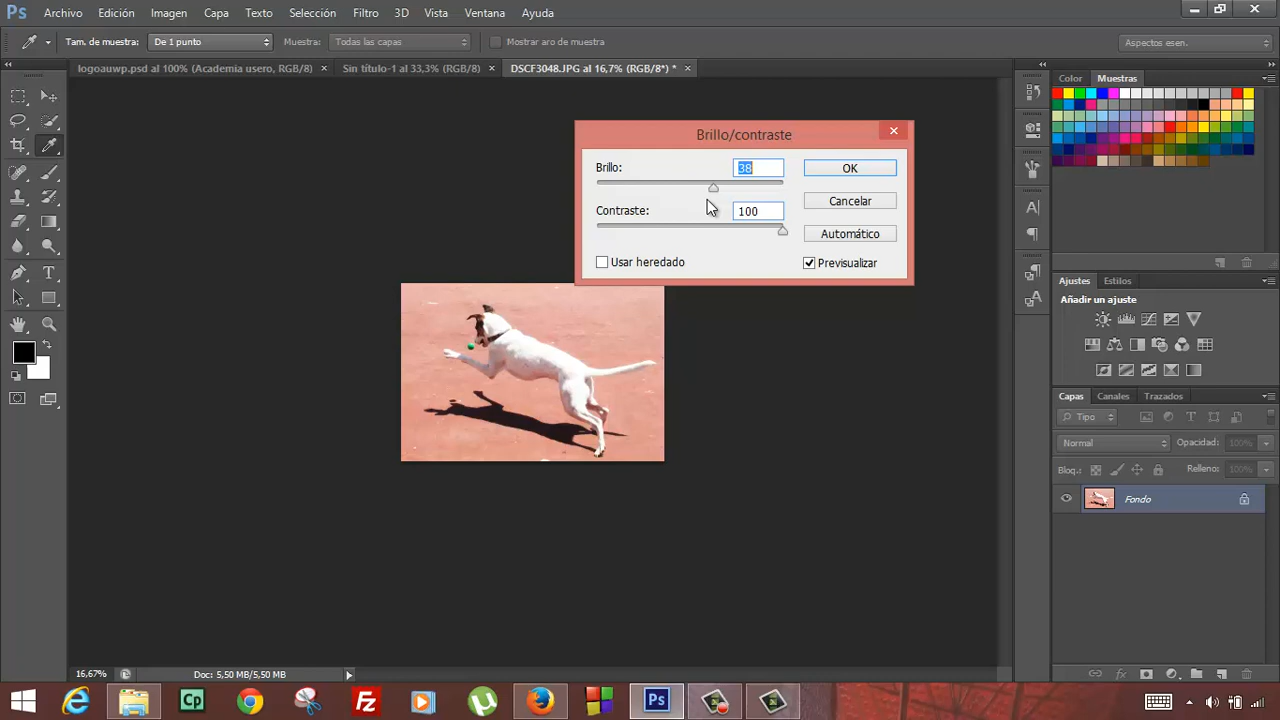 Ps Archivo Edición Imagen Capa Texto Selección Filtro 3D Vista Ventana Ayuda
Tam. de muestra: De 1 punto Muestra: Todas las capas Mostrar aro de muestra Aspectos esen.
logoauwp.psd al 100% (Academia usero, RGB/8) × Sin título-1 al 33,3% (RGB/8) × DSCF3048.JPG al 16,7% (RGB/8*) * ×
Color Muestras
Brillo/contraste
Brillo: 38 OK
Contraste: 100 Cancelar
Automático
Usar heredado Previsualizar
Ajustes Estilos
Añadir un ajuste
Capas Canales Trazados
Tipo
Normal Opacidad: 100%
Bloq.: Relleno: 100%
Fondo
16,67% Doc: 5,50 MB/5,50 MB
Cp Fz Ps